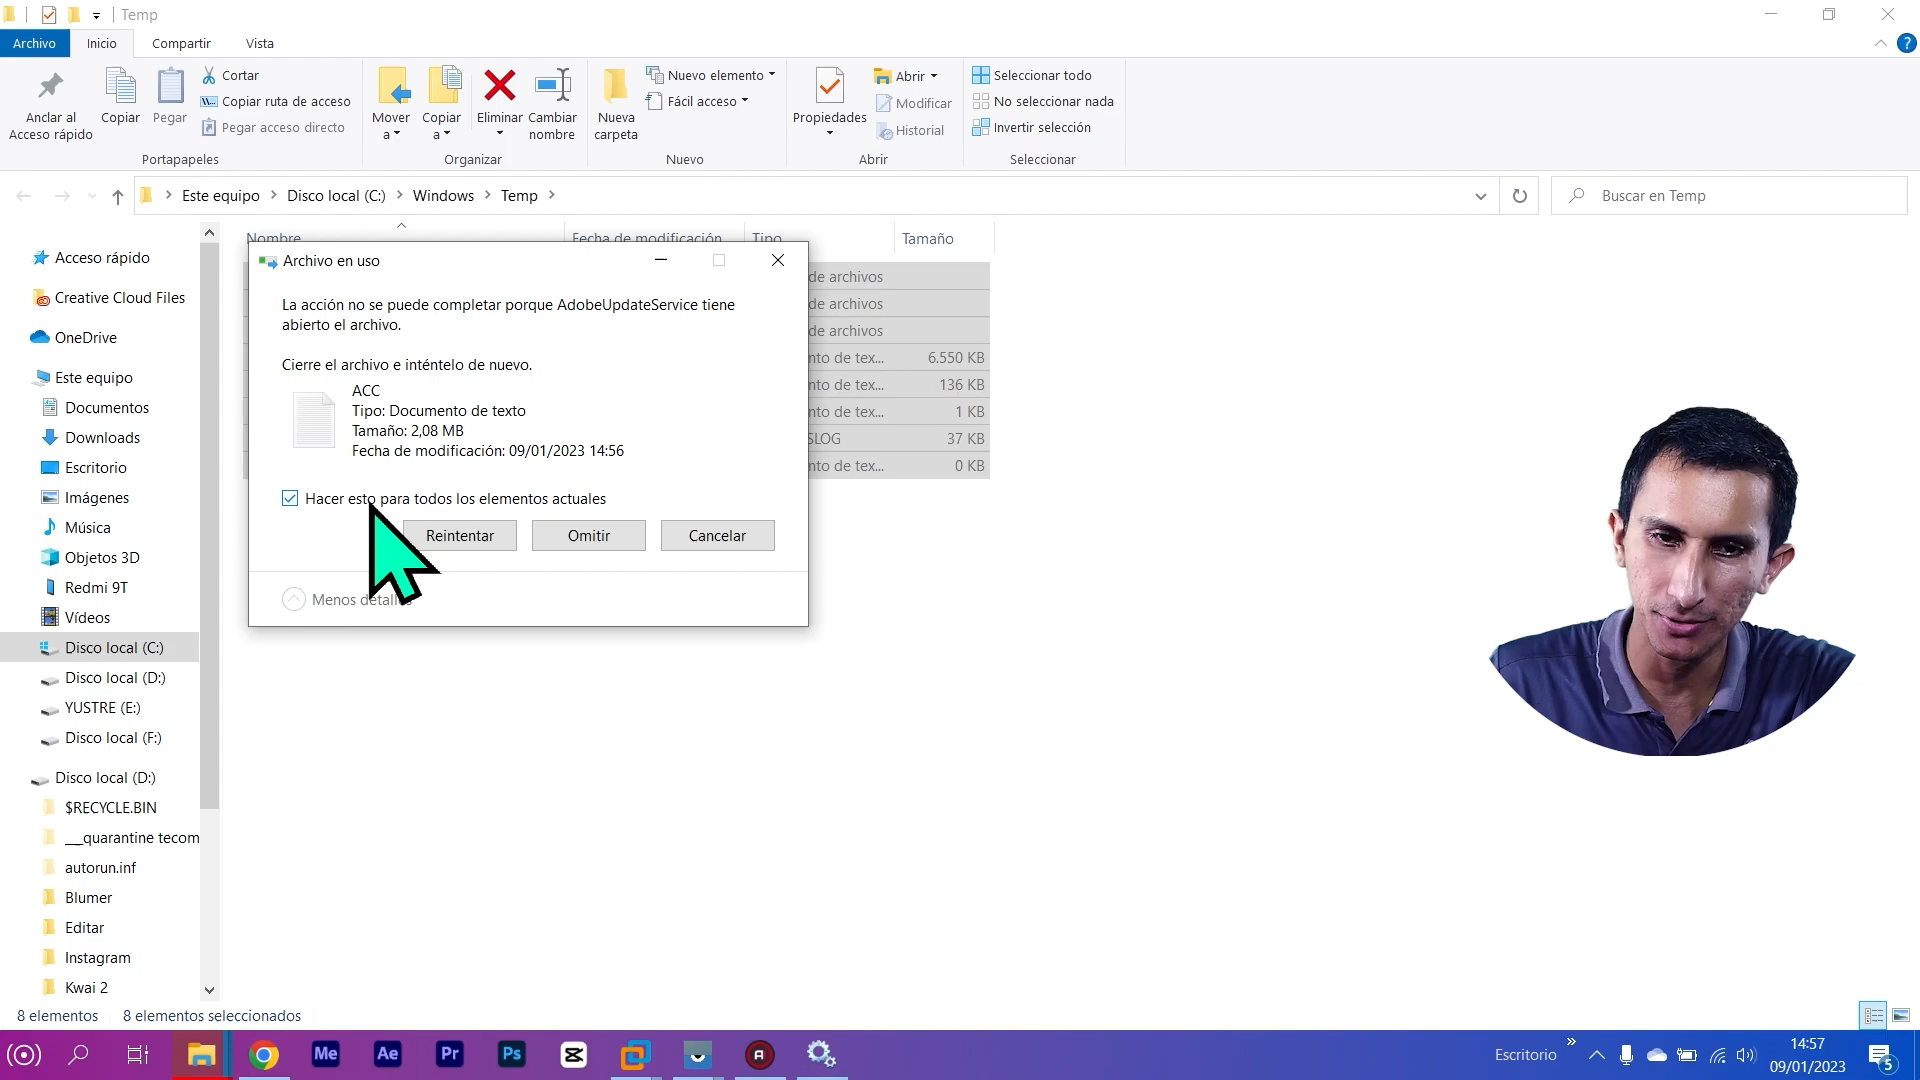 Temp
Archivo
Inicio
Compartir
Vista
?
Anclar al
Acceso rápido
Copiar
Pegar
Cortar
Copiar ruta de acceso
Pegar acceso directo
Mover
a
Copiar
a
Eliminar
Cambiar
nombre
Nueva
carpeta
Nuevo elemento
Fácil acceso
Propiedades
Abrir
Modificar
Historial
Seleccionar todo
No seleccionar nada
Invertir selección
Portapapeles
Organizar
Nuevo
Abrir
Seleccionar
Este equipo
Disco local (C:)
Windows
Temp
Buscar en Temp
Nombre
Fecha de modificación
Tipo
Tamaño
de archivos
de archivos
de archivos
nto de tex... 6.550 KB
nto de tex... 136 KB
nto de tex... 1 KB
SLOG 37 KB
nto de tex... 0 KB
Archivo en uso
La acción no se puede completar porque AdobeUpdateService tiene
abierto el archivo.
Cierre el archivo e inténtelo de nuevo.
ACC
Tipo: Documento de texto
Tamaño: 2,08 MB
Fecha de modificación: 09/01/2023 14:56
Hacer esto para todos los elementos actuales
Reintentar
Omitir
Cancelar
Menos detalles
Acceso rápido
Creative Cloud Files
OneDrive
Este equipo
Documentos
Downloads
Escritorio
Imágenes
Música
Objetos 3D
Redmi 9T
Vídeos
Disco local (C:)
Disco local (D:)
YUSTRE (E:)
Disco local (F:)
Disco local (D:)
$RECYCLE.BIN
__quarantine tecom
autorun.inf
Blumer
Editar
Instagram
Kwai 2
8 elementos
8 elementos seleccionados
Me
Ae
Pr
Ps
Escritorio
14:57
09/01/2023
5